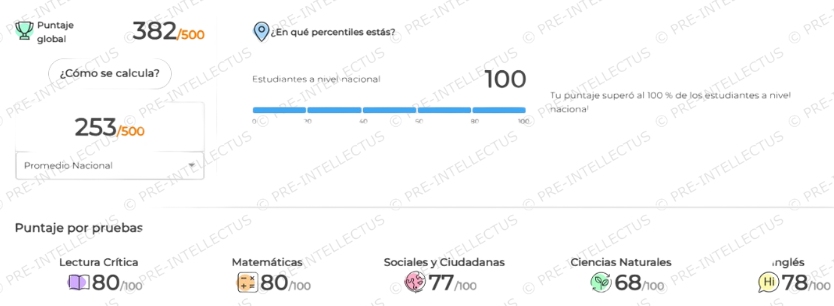 Puntaje global
382/500
¿Cómo se calcula?
253/500
Promedio Nacional
¿En qué percentiles estás?
Estudiantes a nivel nacional
100
0 20 40 60 80 100
Tu puntaje superó al 100 % de los estudiantes a nivel
nacional
Puntaje por pruebas
Lectura Crítica
80/100
Matemáticas
80/100
Sociales y Ciudadanas
77/100
Ciencias Naturales
68/100
Inglés
Hi 78/100
© PRE-INTELLECTUS